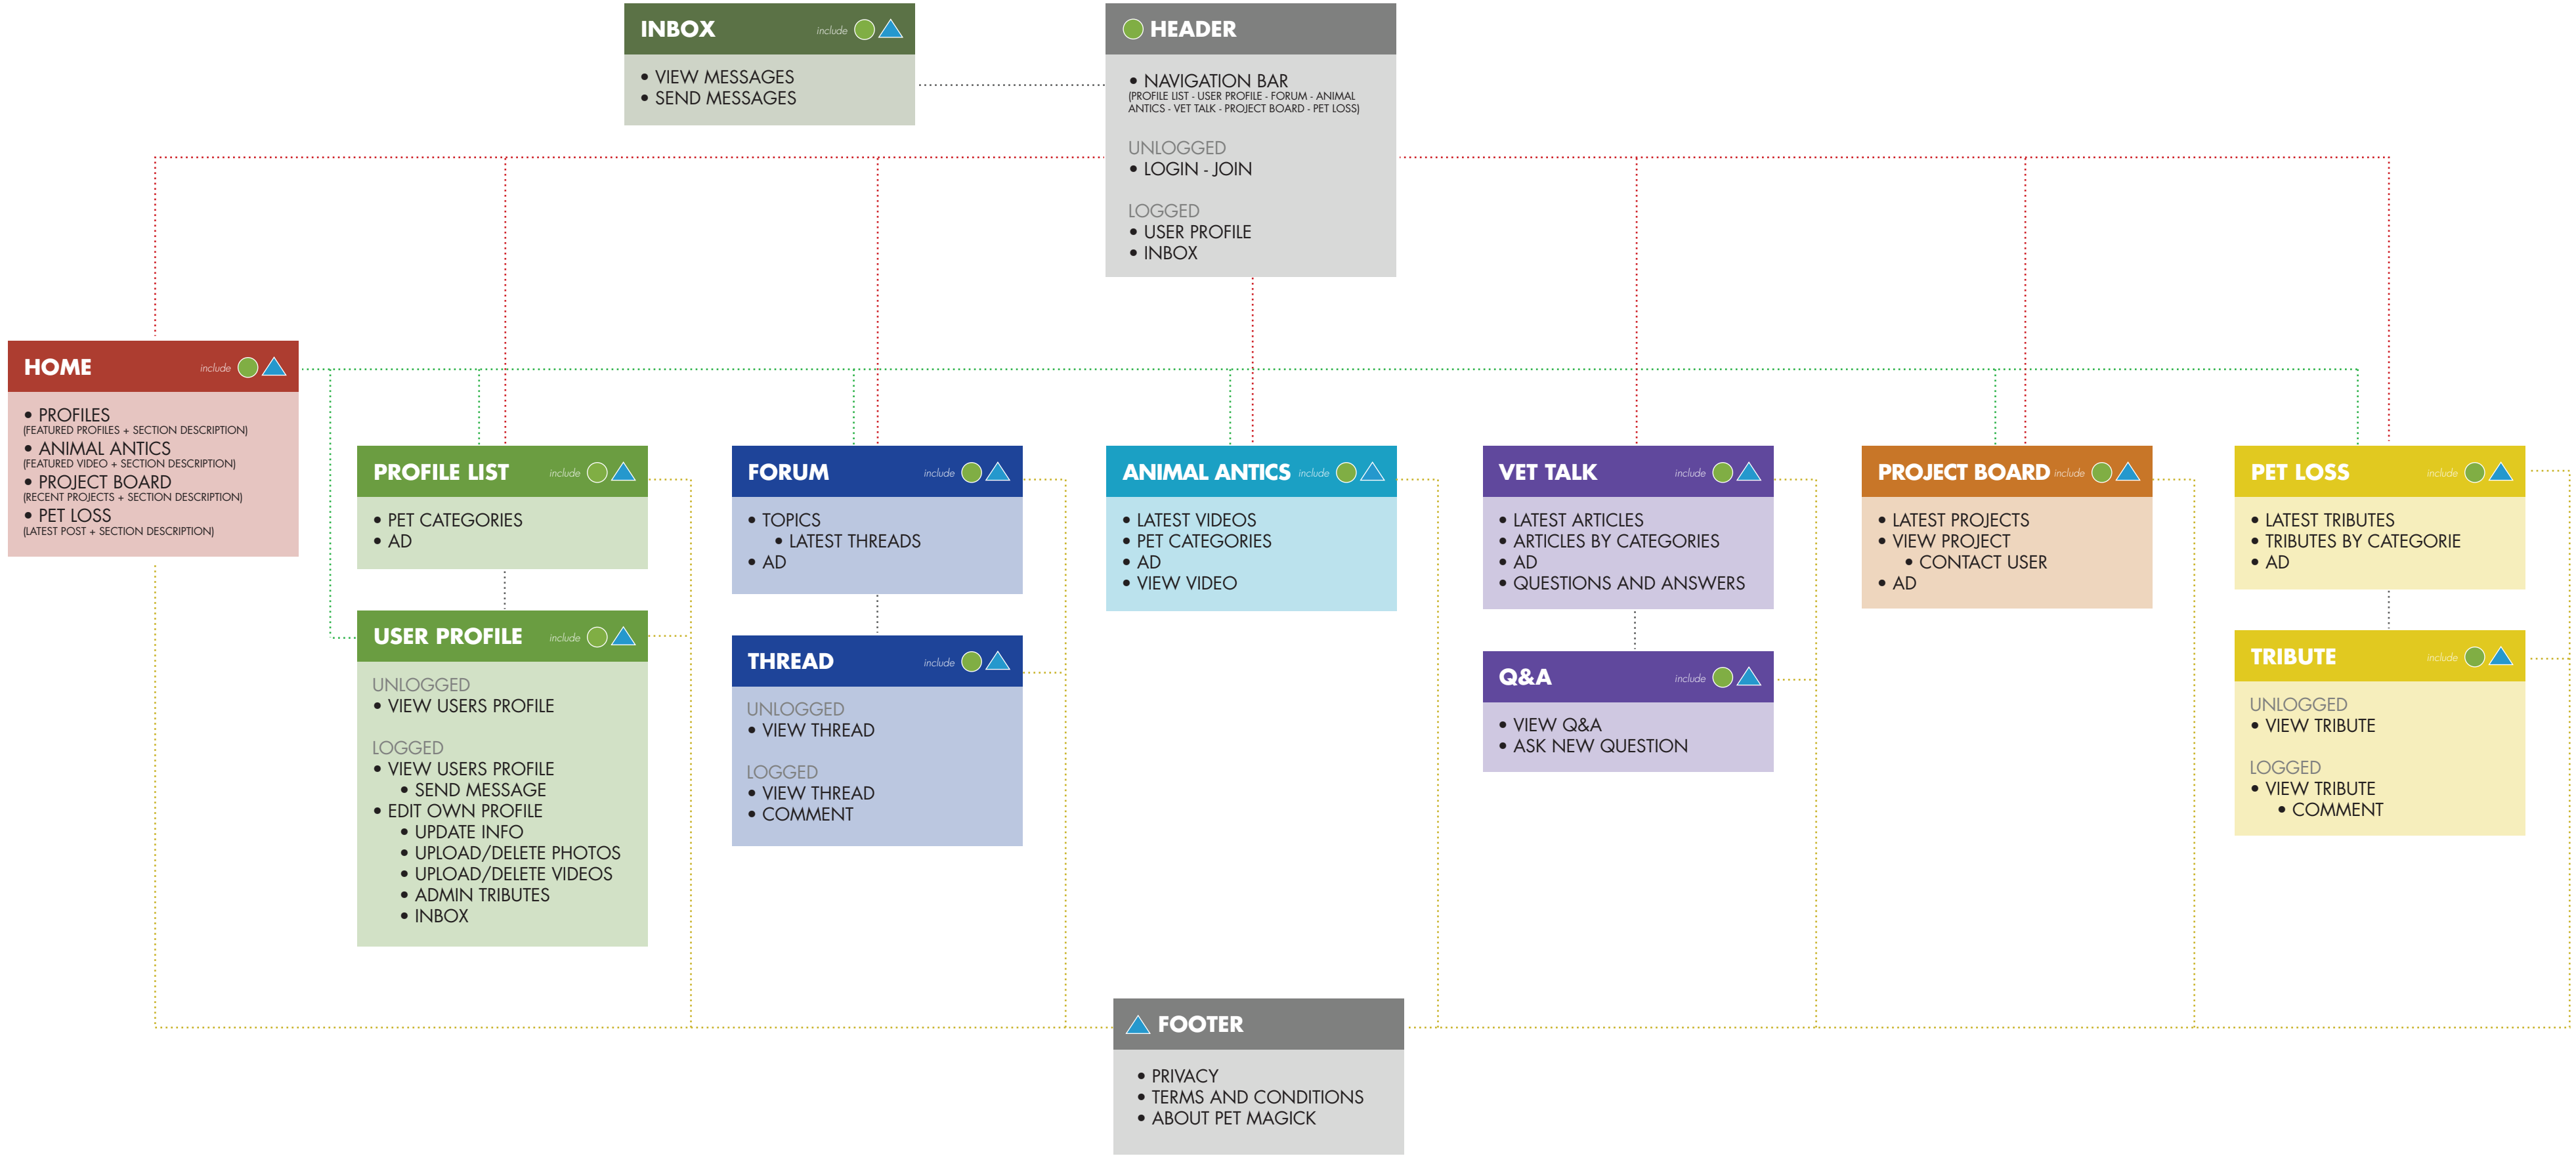 INBOX include
• VIEW MESSAGES
• SEND MESSAGES
HEADER
• NAVIGATION BAR
(PROFILE LIST - USER PROFILE - FORUM - ANIMAL
ANTICS - VET TALK - PROJECT BOARD - PET LOSS)
UNLOGGED
• LOGIN - JOIN
LOGGED
• USER PROFILE
• INBOX
HOME include
• PROFILES
(FEATURED PROFILES + SECTION DESCRIPTION)
• ANIMAL ANTICS
(FEATURED VIDEO + SECTION DESCRIPTION)
• PROJECT BOARD
(RECENT PROJECTS + SECTION DESCRIPTION)
• PET LOSS
(LATEST POST + SECTION DESCRIPTION)
PROFILE LIST include
• PET CATEGORIES
• AD
USER PROFILE include
UNLOGGED
• VIEW USERS PROFILE
LOGGED
• VIEW USERS PROFILE
• SEND MESSAGE
• EDIT OWN PROFILE
• UPDATE INFO
• UPLOAD/DELETE PHOTOS
• UPLOAD/DELETE VIDEOS
• ADMIN TRIBUTES
• INBOX
FORUM include
• TOPICS
• LATEST THREADS
• AD
THREAD include
UNLOGGED
• VIEW THREAD
LOGGED
• VIEW THREAD
• COMMENT
ANIMAL ANTICS include
• LATEST VIDEOS
• PET CATEGORIES
• AD
• VIEW VIDEO
VET TALK include
• LATEST ARTICLES
• ARTICLES BY CATEGORIES
• AD
• QUESTIONS AND ANSWERS
Q&A include
• VIEW Q&A
• ASK NEW QUESTION
PROJECT BOARD include
• LATEST PROJECTS
• VIEW PROJECT
• CONTACT USER
• AD
PET LOSS include
• LATEST TRIBUTES
• TRIBUTES BY CATEGORIE
• AD
TRIBUTE include
UNLOGGED
• VIEW TRIBUTE
LOGGED
• VIEW TRIBUTE
• COMMENT
FOOTER
• PRIVACY
• TERMS AND CONDITIONS
• ABOUT PET MAGICK